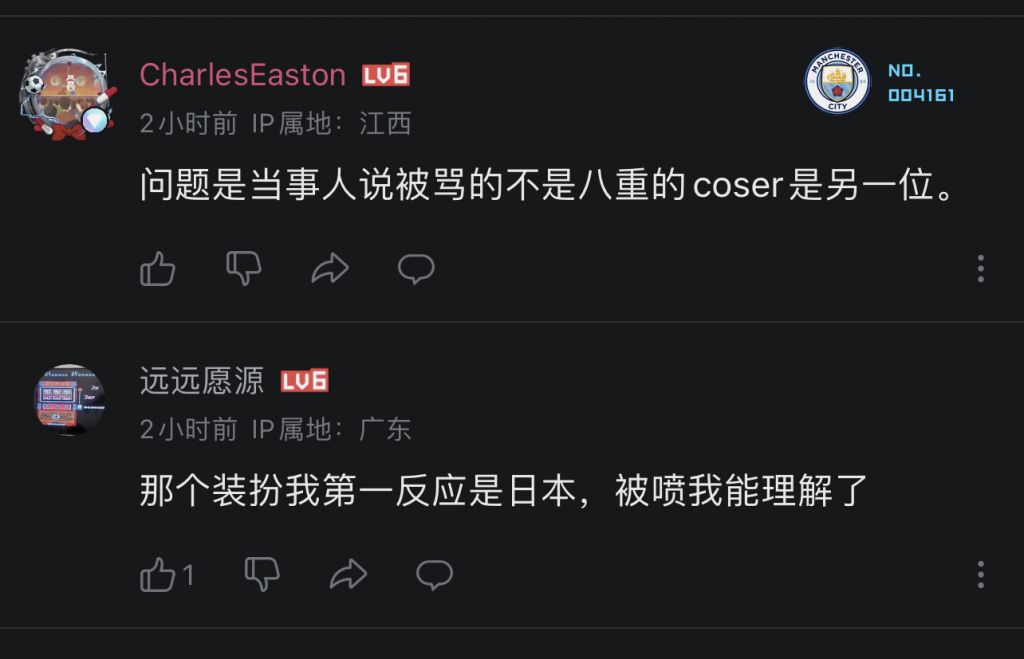 CharlesEaston LV6
MANCHESTER
CITY
NO.
004161
2小时前 IP属地：江西
问题是当事人说被骂的不是八重的coser是另一位。
远远愿源 LV6
2小时前 IP属地：广东
那个装扮我第一反应是日本，被喷我能理解了
1